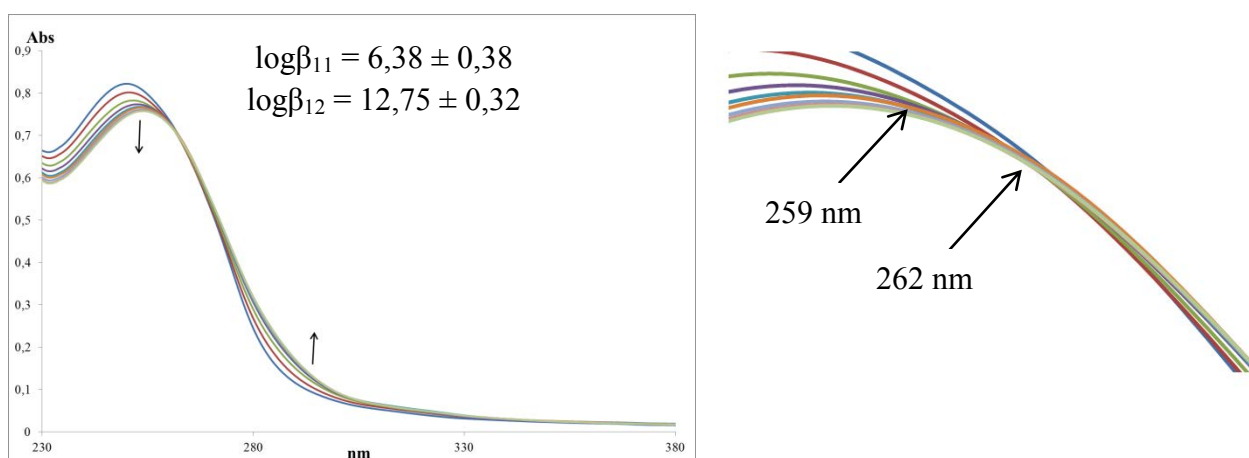 Abs
0,9
0,8
0,7
0,6
0,5
0,4
0,3
0,2
0,1
0
230
280
330
380
nm
logβ₁₁ = 6,38 ± 0,38
logβ₁₂ = 12,75 ± 0,32
259 nm
262 nm